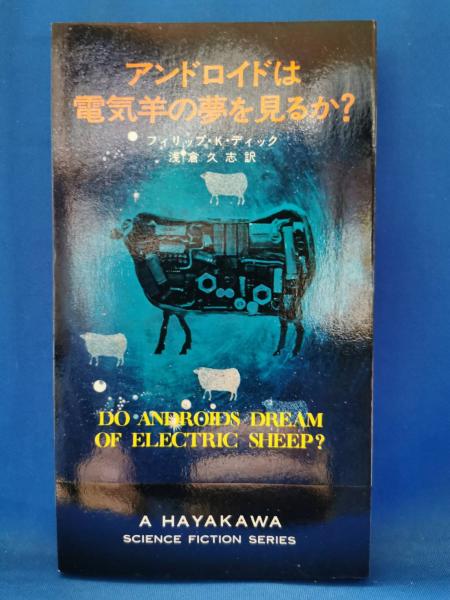 アンドロイドは
電気羊の夢を見るか?
フィリップ・K・ディック
浅倉久志訳
DO ANDROIDS DREAM
OF ELECTRIC SHEEP?
A HAYAKAWA
SCIENCE FICTION SERIES